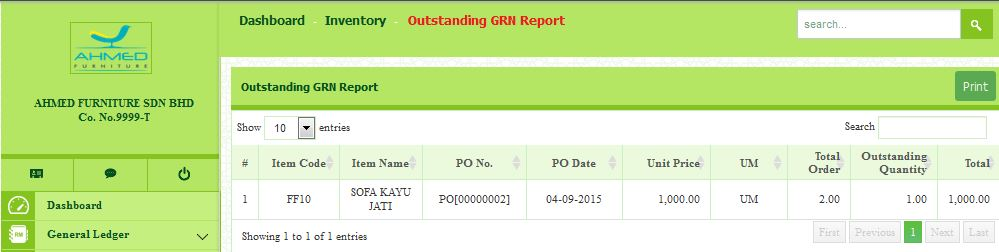 Dashboard - Inventory - Outstanding GRN Report
search...
AHMED
FURNITURE
AHMED FURNITURE SDN BHD
Co. No.9999-T
Dashboard
RM General Ledger
Outstanding GRN Report
Print
Show 10 entries
Search
# Item Code Item Name PO No. PO Date Unit Price UM Total Order Outstanding Quantity Total
1 FF10 SOFA KAYU JATI PO[00000002] 04-09-2015 1,000.00 UM 2.00 1.00 1,000.00
Showing 1 to 1 of 1 entries
First Previous 1 Next Last